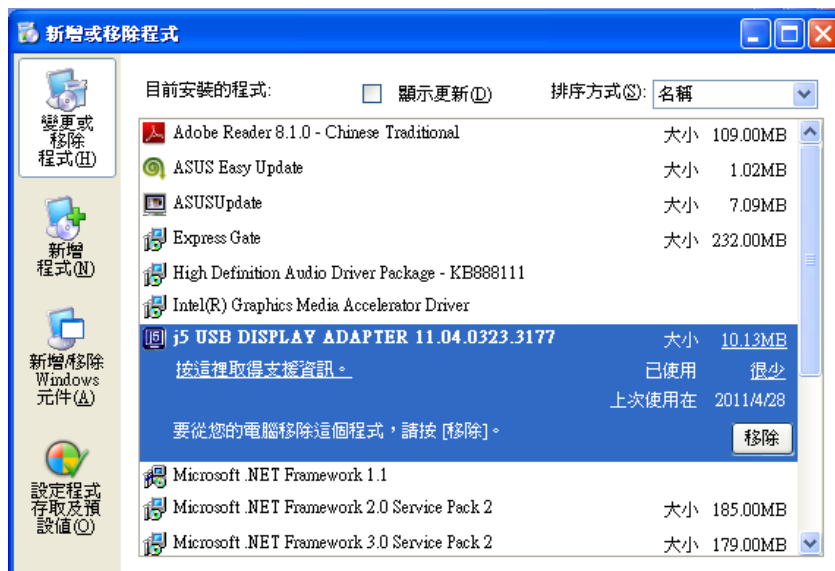 新增或移除程式
變更或
移除
程式(H)
新增
程式(N)
新增/移除
Windows
元件(A)
設定程式
存取及預
設值(O)
目前安裝的程式: 顯示更新(D) 排序方式(S): 名稱
Adobe Reader 8.1.0 - Chinese Traditional 大小 109.00MB
ASUS Easy Update 大小 1.02MB
ASUSUpdate 大小 7.09MB
Express Gate 大小 232.00MB
High Definition Audio Driver Package - KB888111
Intel(R) Graphics Media Accelerator Driver
j5 USB DISPLAY ADAPTER 11.04.0323.3177 大小 10.13MB
按這裡取得支援資訊。 已使用 很少
上次使用在 2011/4/28
要從您的電腦移除這個程式，請按 [移除]。 移除
Microsoft .NET Framework 1.1
Microsoft .NET Framework 2.0 Service Pack 2 大小 185.00MB
Microsoft .NET Framework 3.0 Service Pack 2 大小 179.00MB